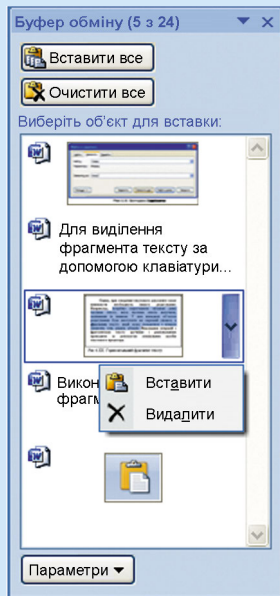 Буфер обміну (5 з 24)
Вставити все
Очистити все
Виберіть об'єкт для вставки:
Для виділення
фрагмента тексту за
допомогою клавіатури...
Викон
фрагм
Вставити
Видалити
Параметри